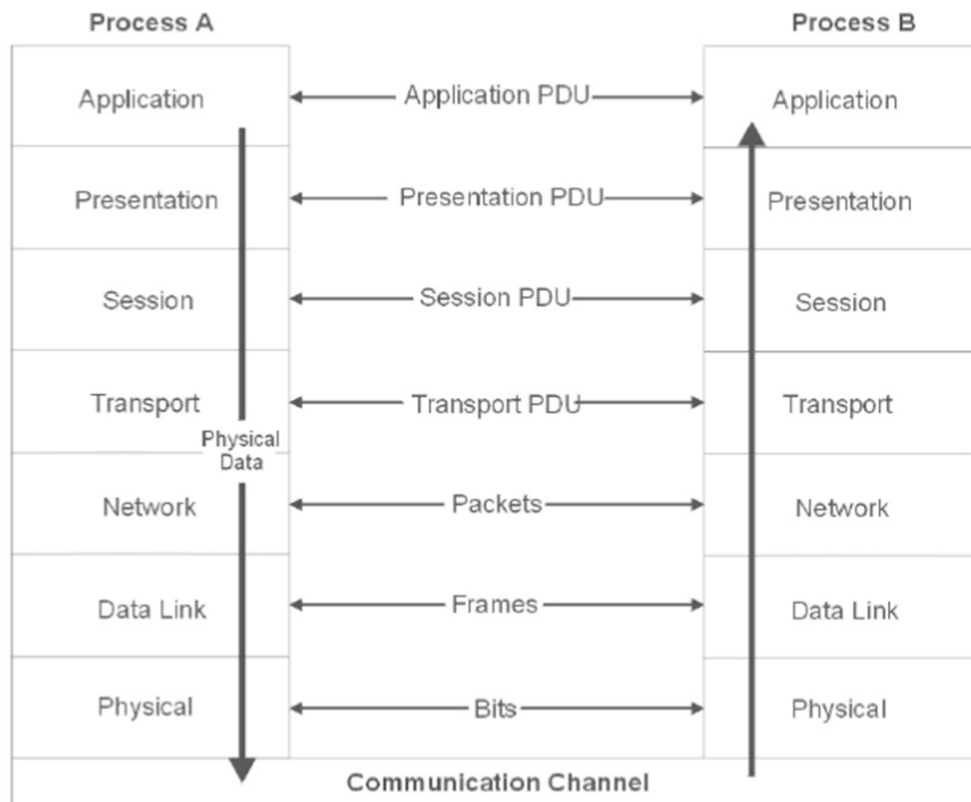 Process A
Process B
Application
Application PDU
Application
Presentation
Presentation PDU
Presentation
Session
Session PDU
Session
Transport
Transport PDU
Transport
Physical
Data
Network
Packets
Network
Data Link
Frames
Data Link
Physical
Bits
Physical
Communication Channel